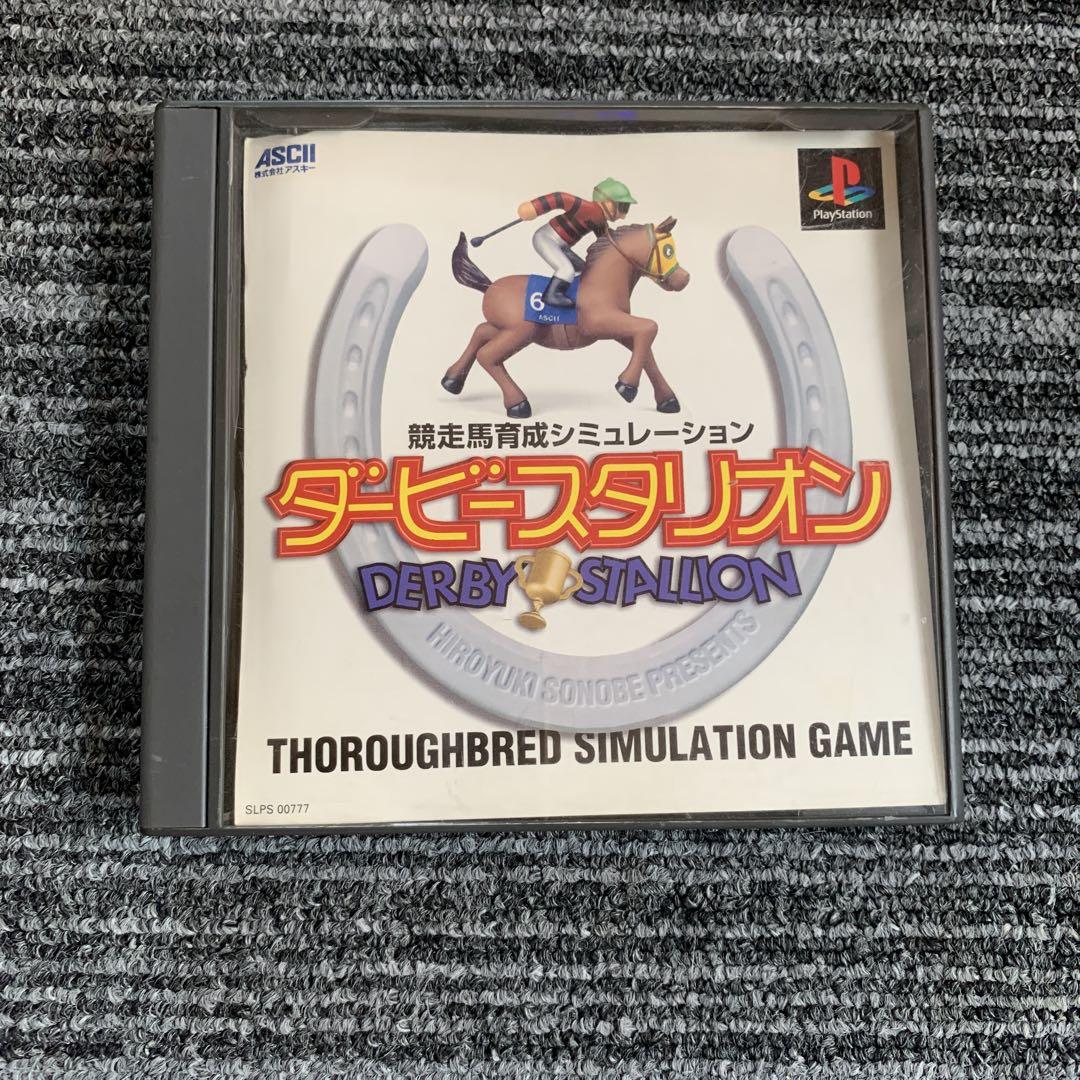 ASCII
株式会社アスキー
PlayStation
6
ASCII
競走馬育成シミュレーション
ダービースタリオン
DERBY STALLION
HIROYUKI SONOBE PRESENTS
THOROUGHBRED SIMULATION GAME
SLPS 00777